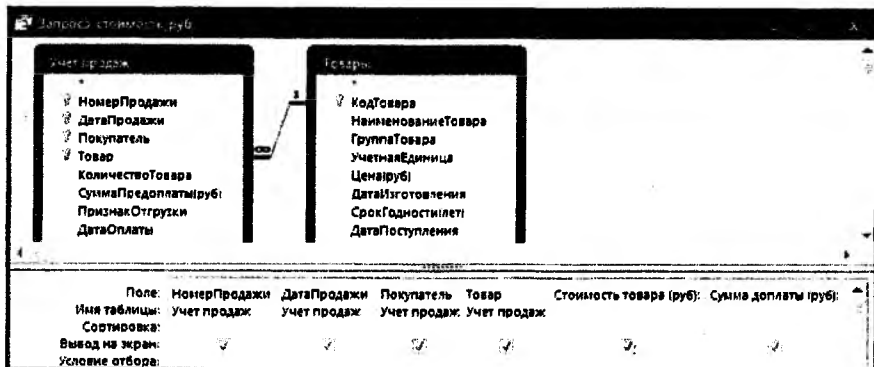 Запрос3 стоимость руб
Учет продаж
*
НомерПродажи
ДатаПродажи
Покупатель
Товар
КоличествоТовара
СуммаПредоплаты(руб)
ПризнакОтгрузки
ДатаОплаты
1
∞
Товары
*
КодТовара
НаименованиеТовара
ГруппаТовара
УчетнаяЕдиница
Цена(руб)
ДатаИзготовления
СрокГодности(лет)
ДатаПоступления
Поле: НомерПродажи ДатаПродажи Покупатель Товар Стоимость товара (руб): Сумма доплаты (руб):
Имя таблицы: Учет продаж Учет продаж Учет продаж Учет продаж
Сортировка:
Вывод на экран:
Условие отбора: